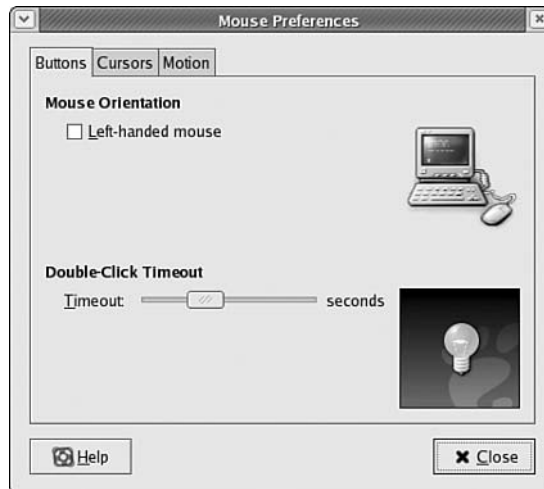 Mouse Preferences
Buttons Cursors Motion
Mouse Orientation
Left-handed mouse
Double-Click Timeout
Timeout: seconds
Help Close